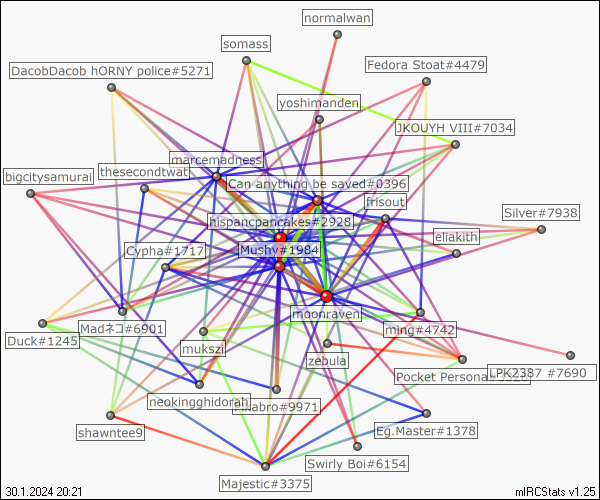 normalwan
somass
Fedora Stoat#4479
DacobDacob hORNY police#5271
yoshimanden
JKOUYH VIII#7034
marcemadness
thesecondtwat
bigcitysamurai
Can anything be saved#0396
frisout
hispancpancakes#2928
Silver#7938
eliakith
Cypha#1717
Mushy#1984
moonraven
Madネコ#6901
ming#4742
Duck#1245
mukszi
zebula
LPK2387 #7690
Pocket Persona
neokingghidorah
#9971
shawntee9
Eg.Master#1378
Swirly Boi#6154
Majestic#3375
30.1.2024 20:21
mIRCStats v1.25